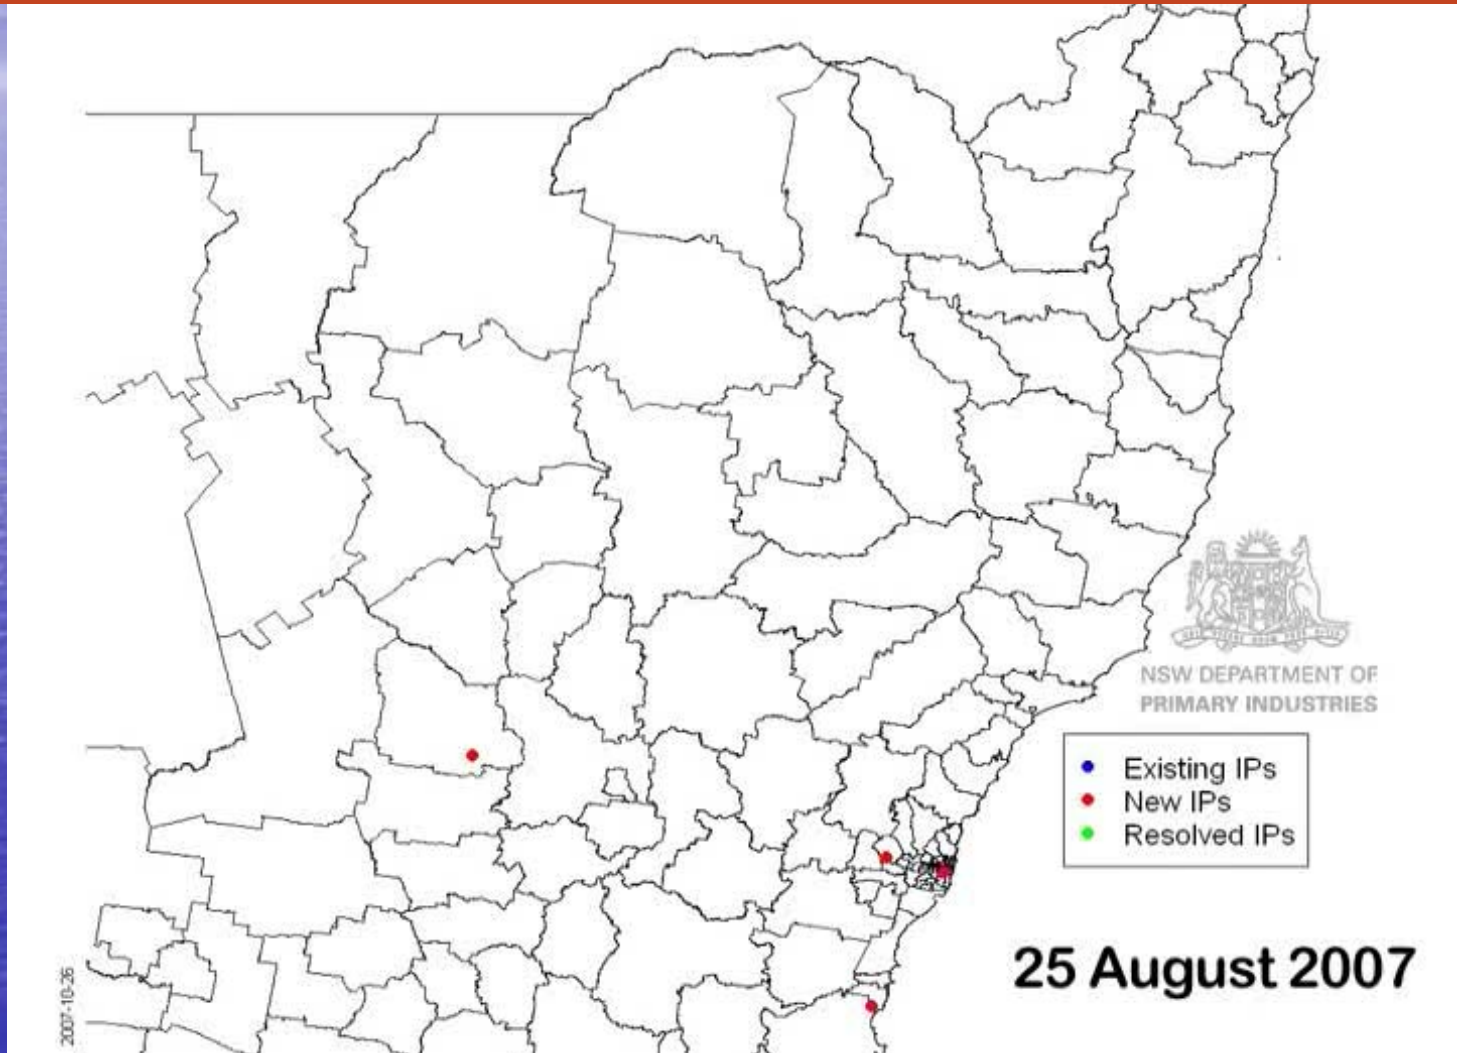 NSW DEPARTMENT OF
PRIMARY INDUSTRIES
Existing IPs
New IPs
Resolved IPs
25 August 2007
2007-10-26